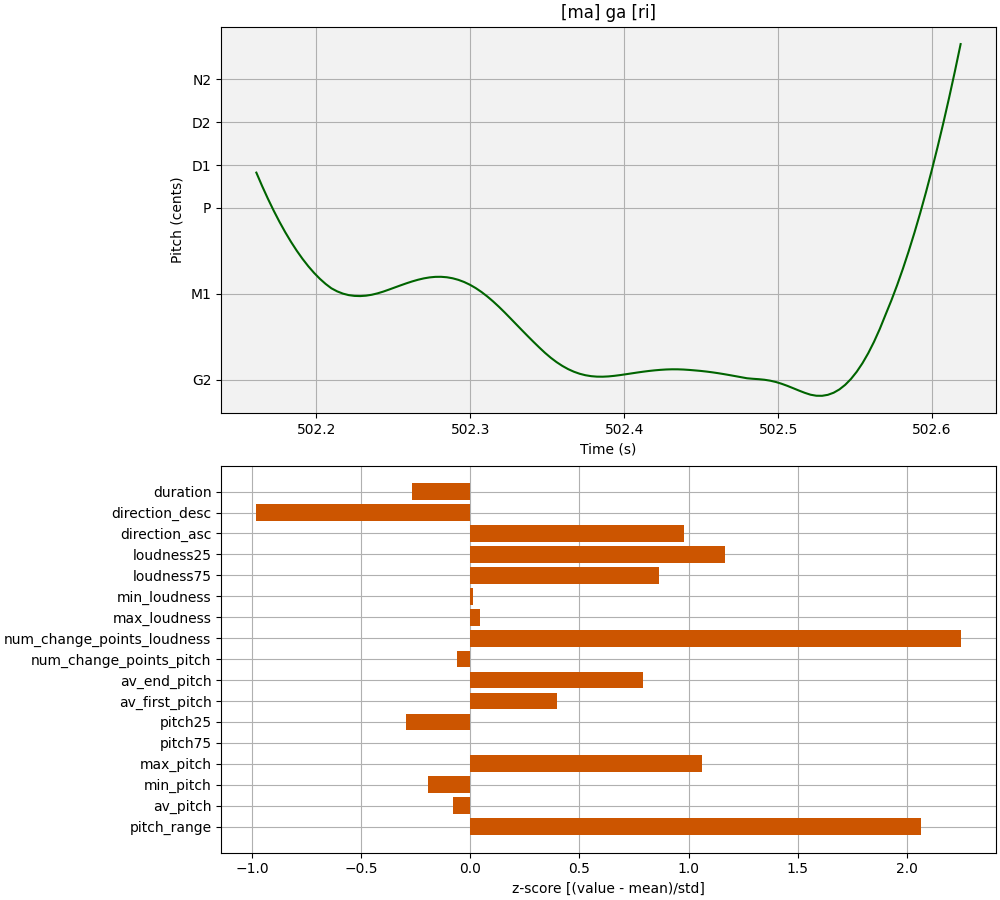 [ma] ga [ri]
N2
D2
D1
P
M1
G2
Pitch (cents)
502.2 502.3 502.4 502.5 502.6
Time (s)
duration
direction_desc
direction_asc
loudness25
loudness75
min_loudness
max_loudness
num_change_points_loudness
num_change_points_pitch
av_end_pitch
av_first_pitch
pitch25
pitch75
max_pitch
min_pitch
av_pitch
pitch_range
−1.0 −0.5 0.0 0.5 1.0 1.5 2.0
z-score [(value - mean)/std]